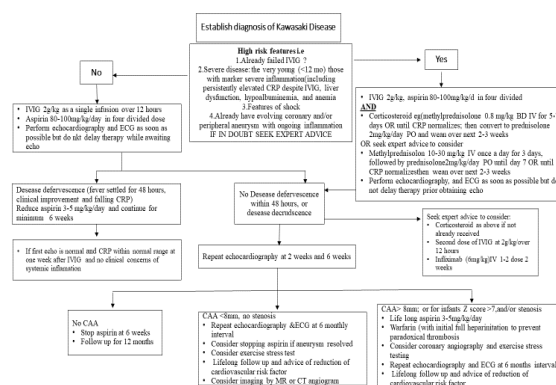 Establish diagnosis of Kawasaki Disease
High risk features i.e
1.Already failed IVIG ?
2.Severe disease: the very young (<12 mo) those
with marker severe inflammation(including
persistently elevated CRP despite IVIG, liver
dysfunction, hypoalbuminemia, and anemia
3.Features of shock
4.Already have evolving coronary and/or
peripheral aneurysm with ongoing inflammation
IF IN DOUBT SEEK EXPERT ADVICE
No
Yes
• IVIG 2g/kg as a single infusion over 12 hours
• Aspirin 80-100mg/kg/day in four divided dose
• Perform echocardiography and ECG as soon as
possible but do nkt delay therapy while awaiting
echo
• IVIG 2g/kg, aspirin 80-100mg/kg/d in four divided
AND
• Corticosteroid eg(methylpredaisolone 0.8 mg/kg BD IV for 5-
days OR until CRP normalizes; then convert to preduisolone
2mg/kg/day PO and wean over next 2-3 weeks
OR seek expert advice to consider
• Methylpreduisolon 10-30 mg/kg IV once a day for 3 days,
followed by preduisolone2mg/kg/day PO until day 7 OR until
CRP normalizesthen wean over next 2-3 weeks
• Perform echocardiography, and ECG as soon as possible but do
not delay therapy prior obtaining echo
Disease defervescence (fever settled for 48 hours,
clinical improvement and falling CRP)
Reduce aspirin 3-5 mg/kg/day and continue for
minimum 6 weeks
No Desease defervescence
within 48 hours, or
desease decrudscence
Seek expert advice to consider:
• Corticosteroid as above if not
already received
• Second dose of IVIG at 2g/kg/over
12 hours
• Infliximab (6mg/kg)IV 1-2 dose 2
weeks
• If first echo is normal and CRP within normal range at
one week after IVIG and no clinical concerns of
systemic inflamation
Repeat echocardiography at 2 weeks and 6 weeks
No CAA
• Stop aspirin at 6 weeks
• Follow up for 12 months
CAA <8mm, no stenosis
• Repeat echocardiography &ECG at 6 monthly
interval
• Consider stopping aspirin if aneurysm resolved
• Consider exercise stress test
• Lifelong follow up and advice of reduction of
cardiovascular risk factor
• Consider imaging by MR or CT angiogram
CAA> 8mm; or for infants Z score >7,and/or stenosis
• Life long aspirin 3-5mg/kg/day
• Warfarin (with initial full heparinitation to prevent
paradoximal thrombosis
• Consider coronary angiography and exercise stress
testing
• Repeat echocardiography and ECG at 6 months interval
• Lifelong follow up and advice of reduction of
cardiovascular risk factor